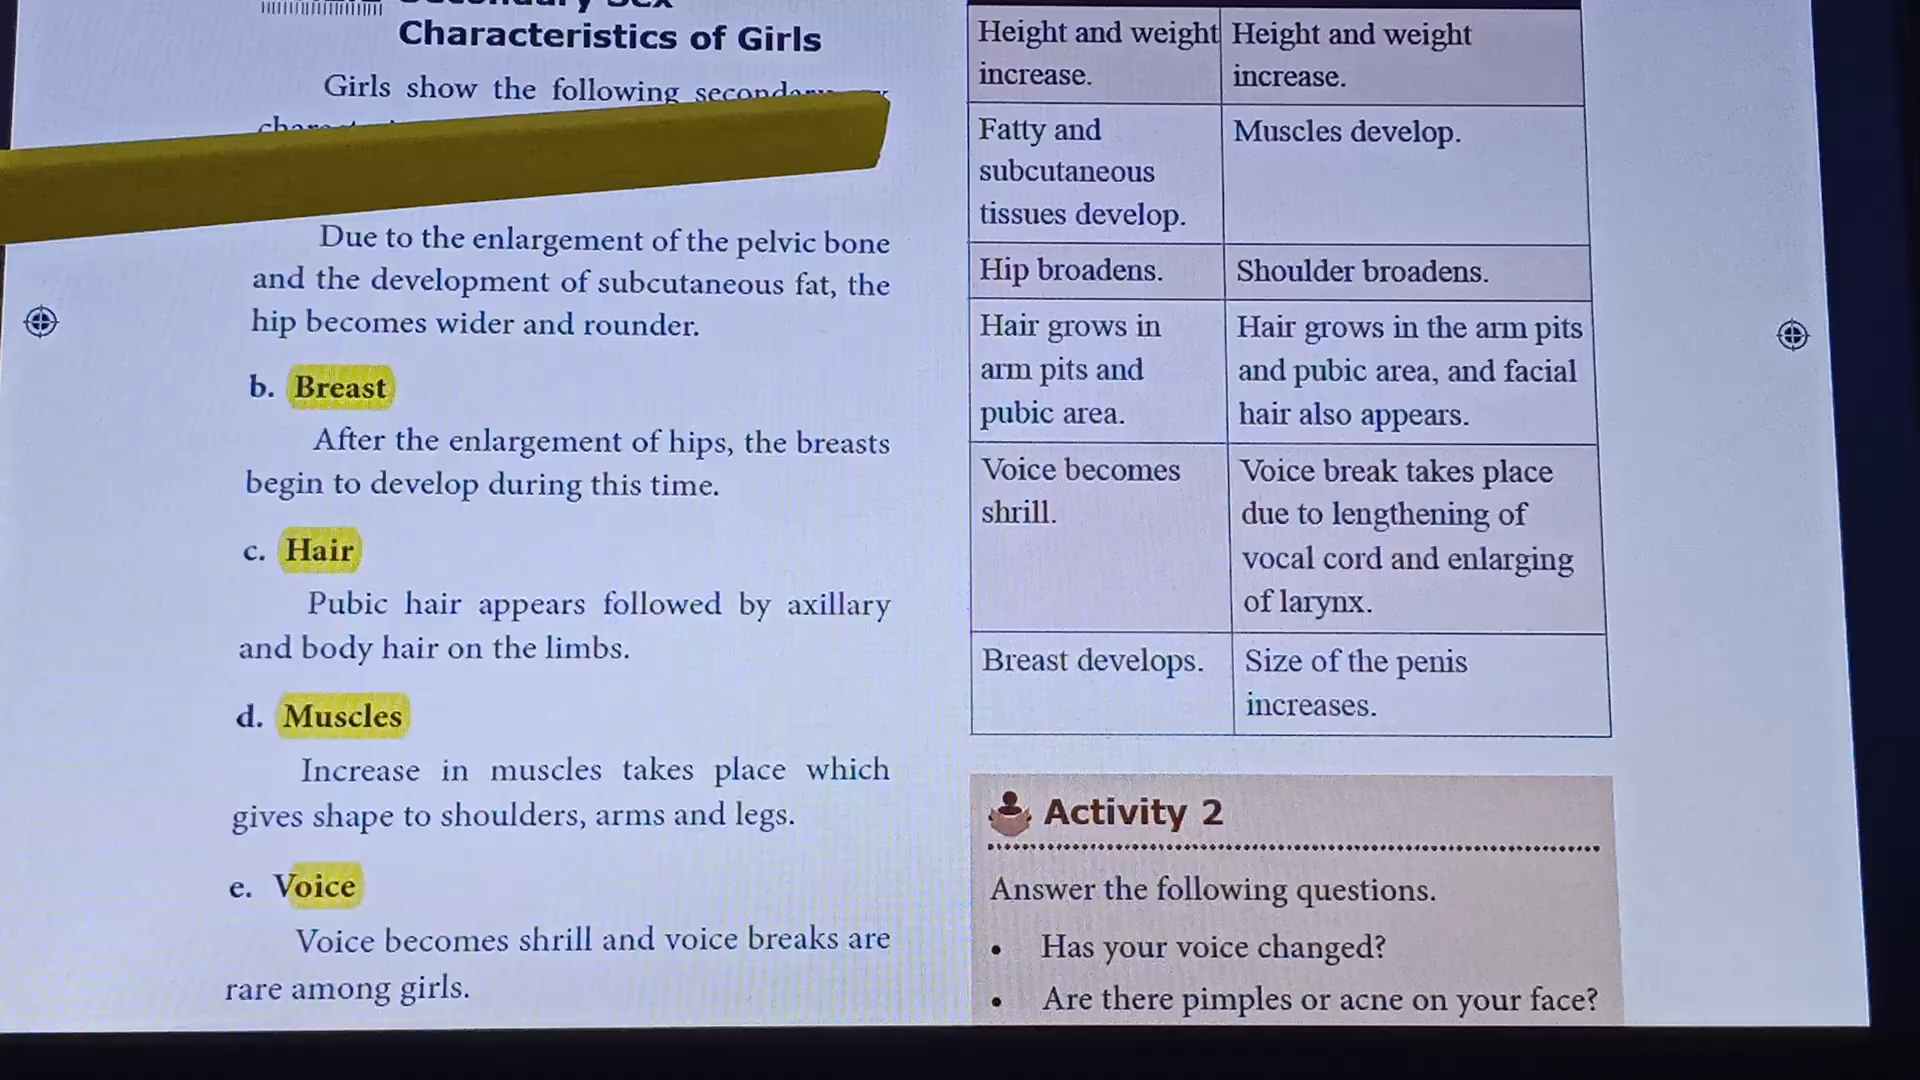 Characteristics of Girls
Girls show the following
Due to the enlargement of the pelvic bone
and the development of subcutaneous fat, the
hip becomes wider and rounder.
b. Breast
After the enlargement of hips, the breasts
begin to develop during this time.
c. Hair
Pubic hair appears followed by axillary
and body hair on the limbs.
d. Muscles
Increase in muscles takes place which
gives shape to shoulders, arms and legs.
e. Voice
Voice becomes shrill and voice breaks are
rare among girls.
Height and weight
increase.
Height and weight
increase.
Fatty and
subcutaneous
tissues develop.
Muscles develop.
Hip broadens.
Shoulder broadens.
Hair grows in
arm pits and
pubic area.
Hair grows in the arm pits
and pubic area, and facial
hair also appears.
Voice becomes
shrill.
Voice break takes place
due to lengthening of
vocal cord and enlarging
of larynx.
Breast develops.
Size of the penis
increases.
Activity 2
Answer the following questions.
• Has your voice changed?
• Are there pimples or acne on your face?